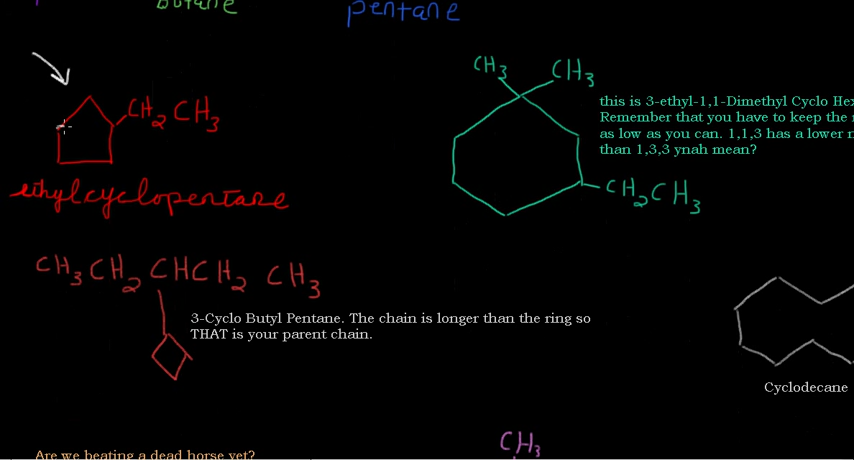 butane
pentane
CH3
CH3
CH2CH3
this is 3-ethyl-1,1-Dimethyl Cyclo Hex
Remember that you have to keep the
as low as you can. 1,1,3 has a lower
than 1,3,3 ynah mean?
CH2CH3
ethylcyclopentane
CH3CH2CHCH2 CH3
3-Cyclo Butyl Pentane. The chain is longer than the ring so
THAT is your parent chain.
Cyclodecane
CH3
Are we beating a dead horse yet?